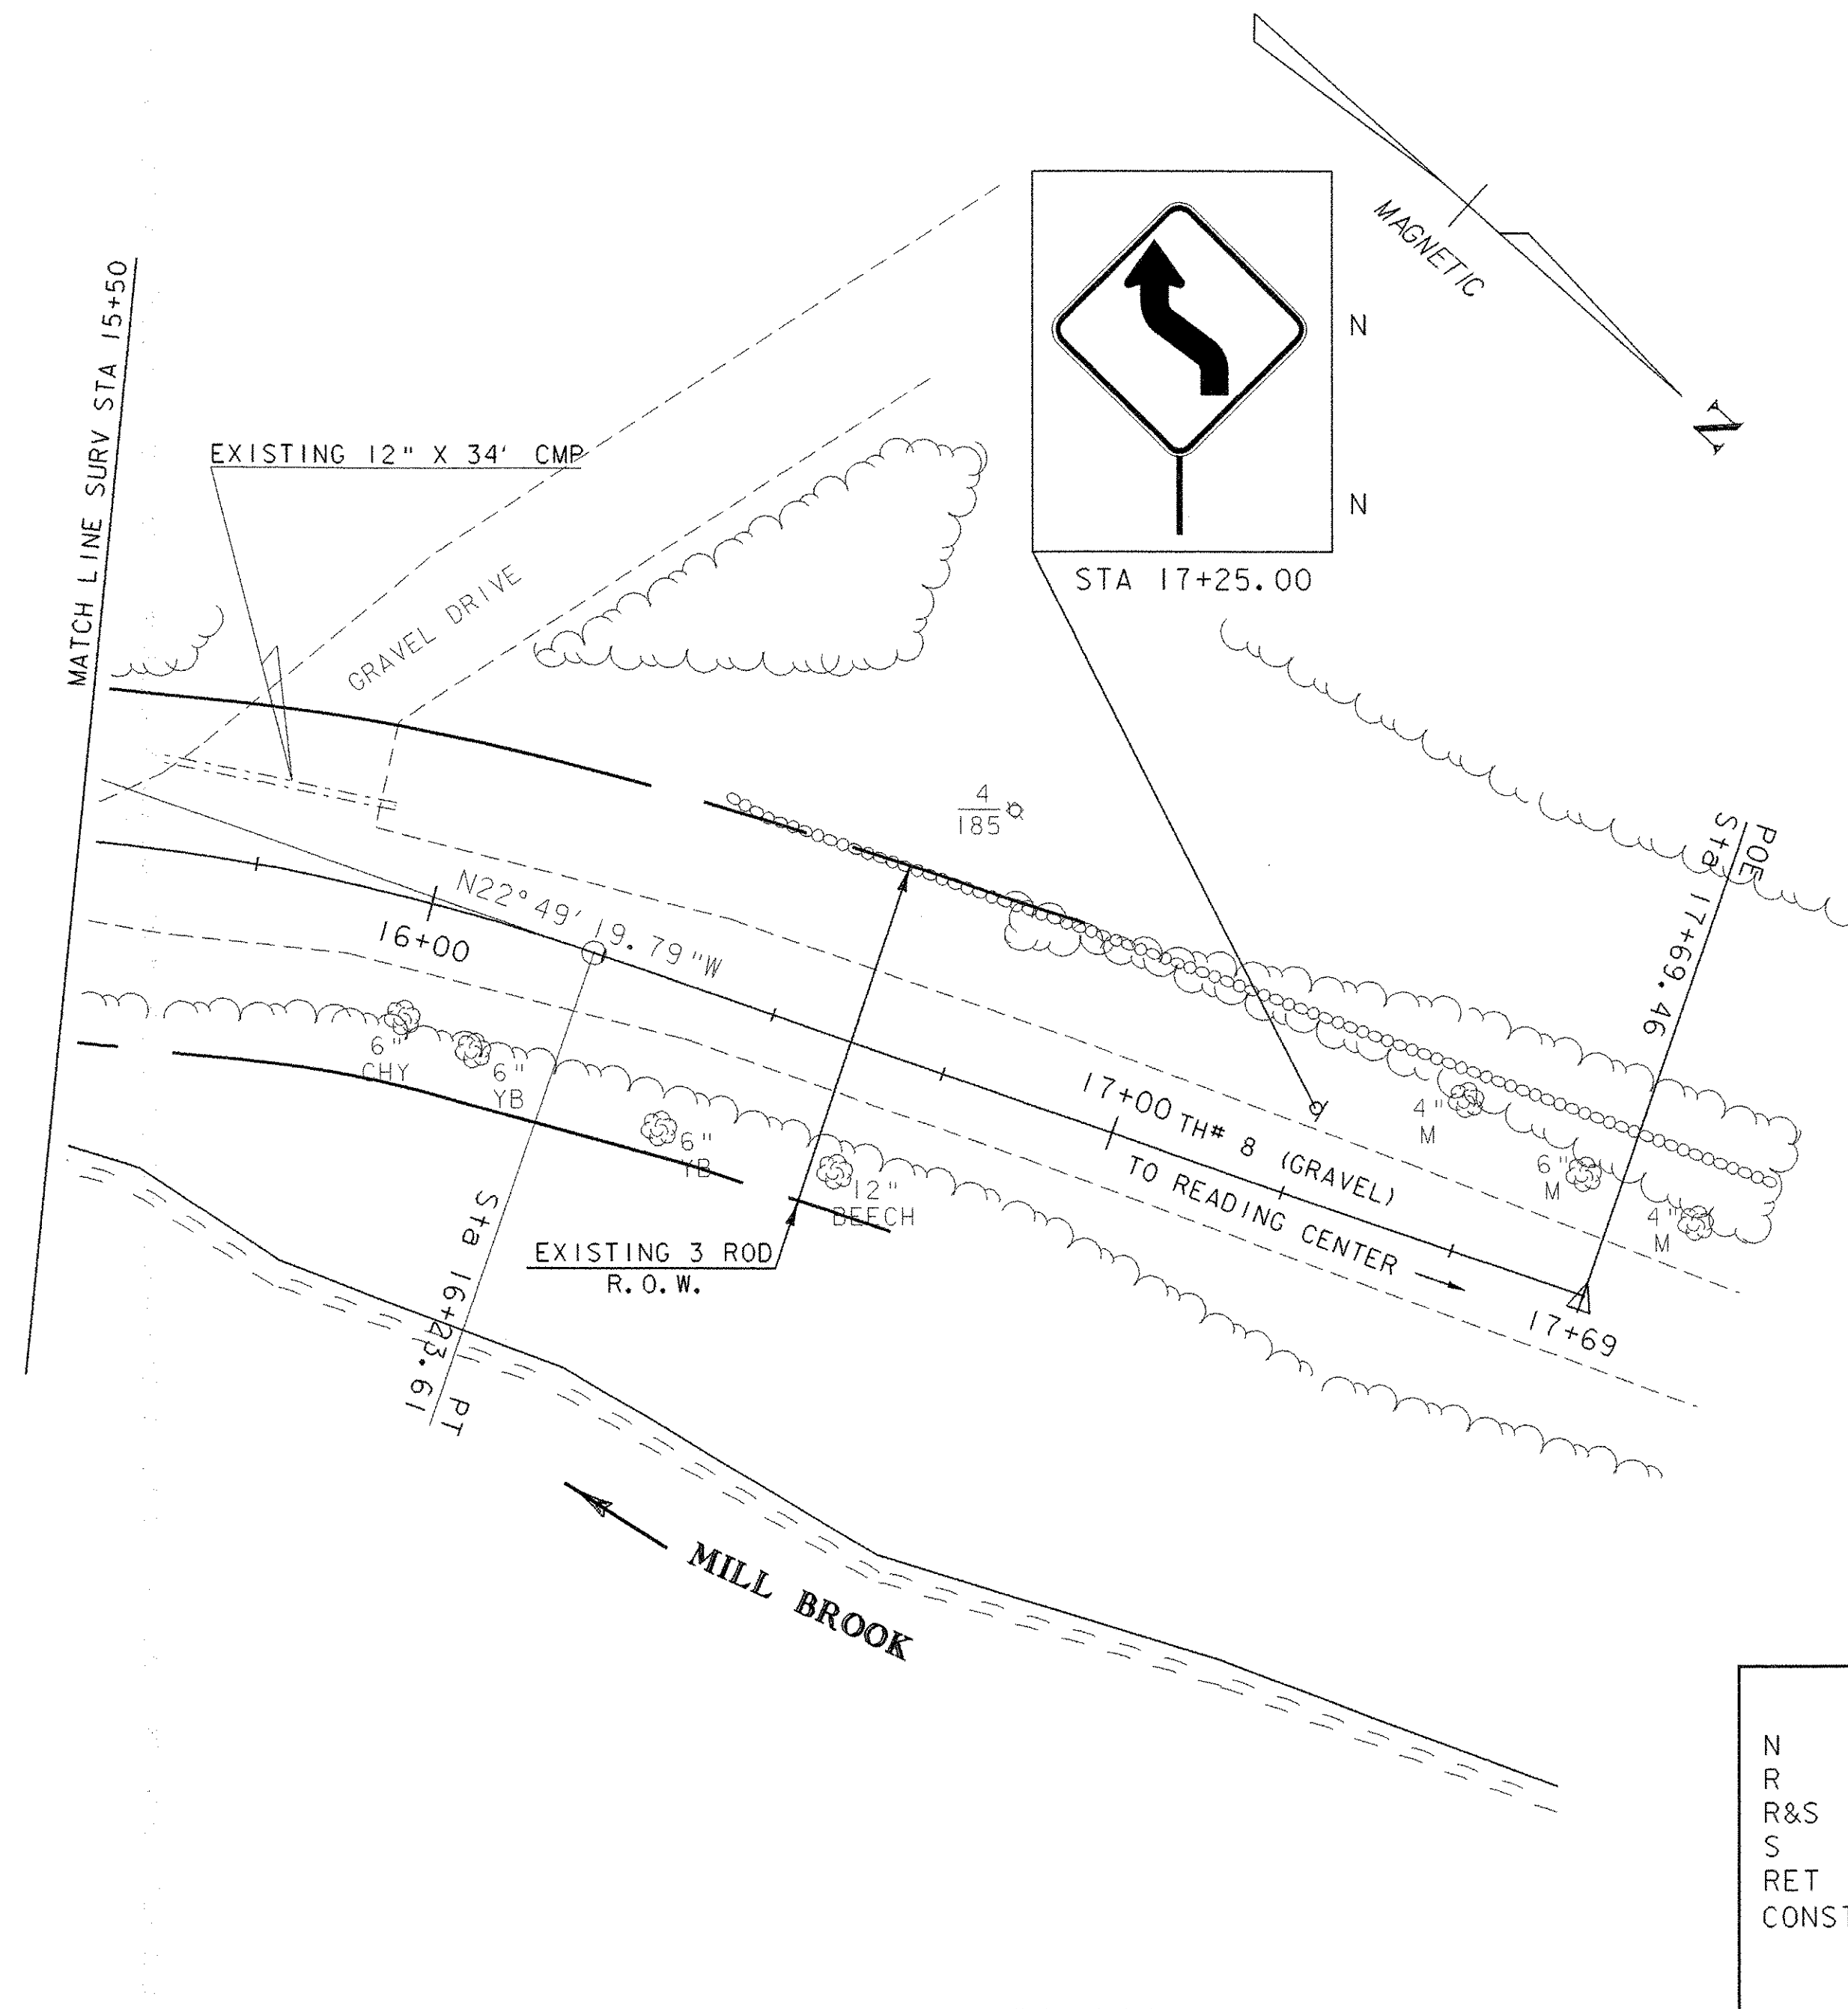 MAGNETIC
N
N
N
STA 17+25.00
MATCH LINE SURV STA 15+50
EXISTING 12" X 34' CMP
GRAVEL DRIVE
4
185
POE
Sta 17+69.46
N22°49'19.79"W
16+00
6"
CHY
6"
YB
6"
YB
12"
BEECH
17+00 TH# 8 (GRAVEL)
TO READING CENTER
4"
M
6"
M
4"
M
17+69
EXISTING 3 ROD
R.O.W.
Sta 16+23.61
PT
MILL BROOK
N
R
R&S
S
RET
CONST